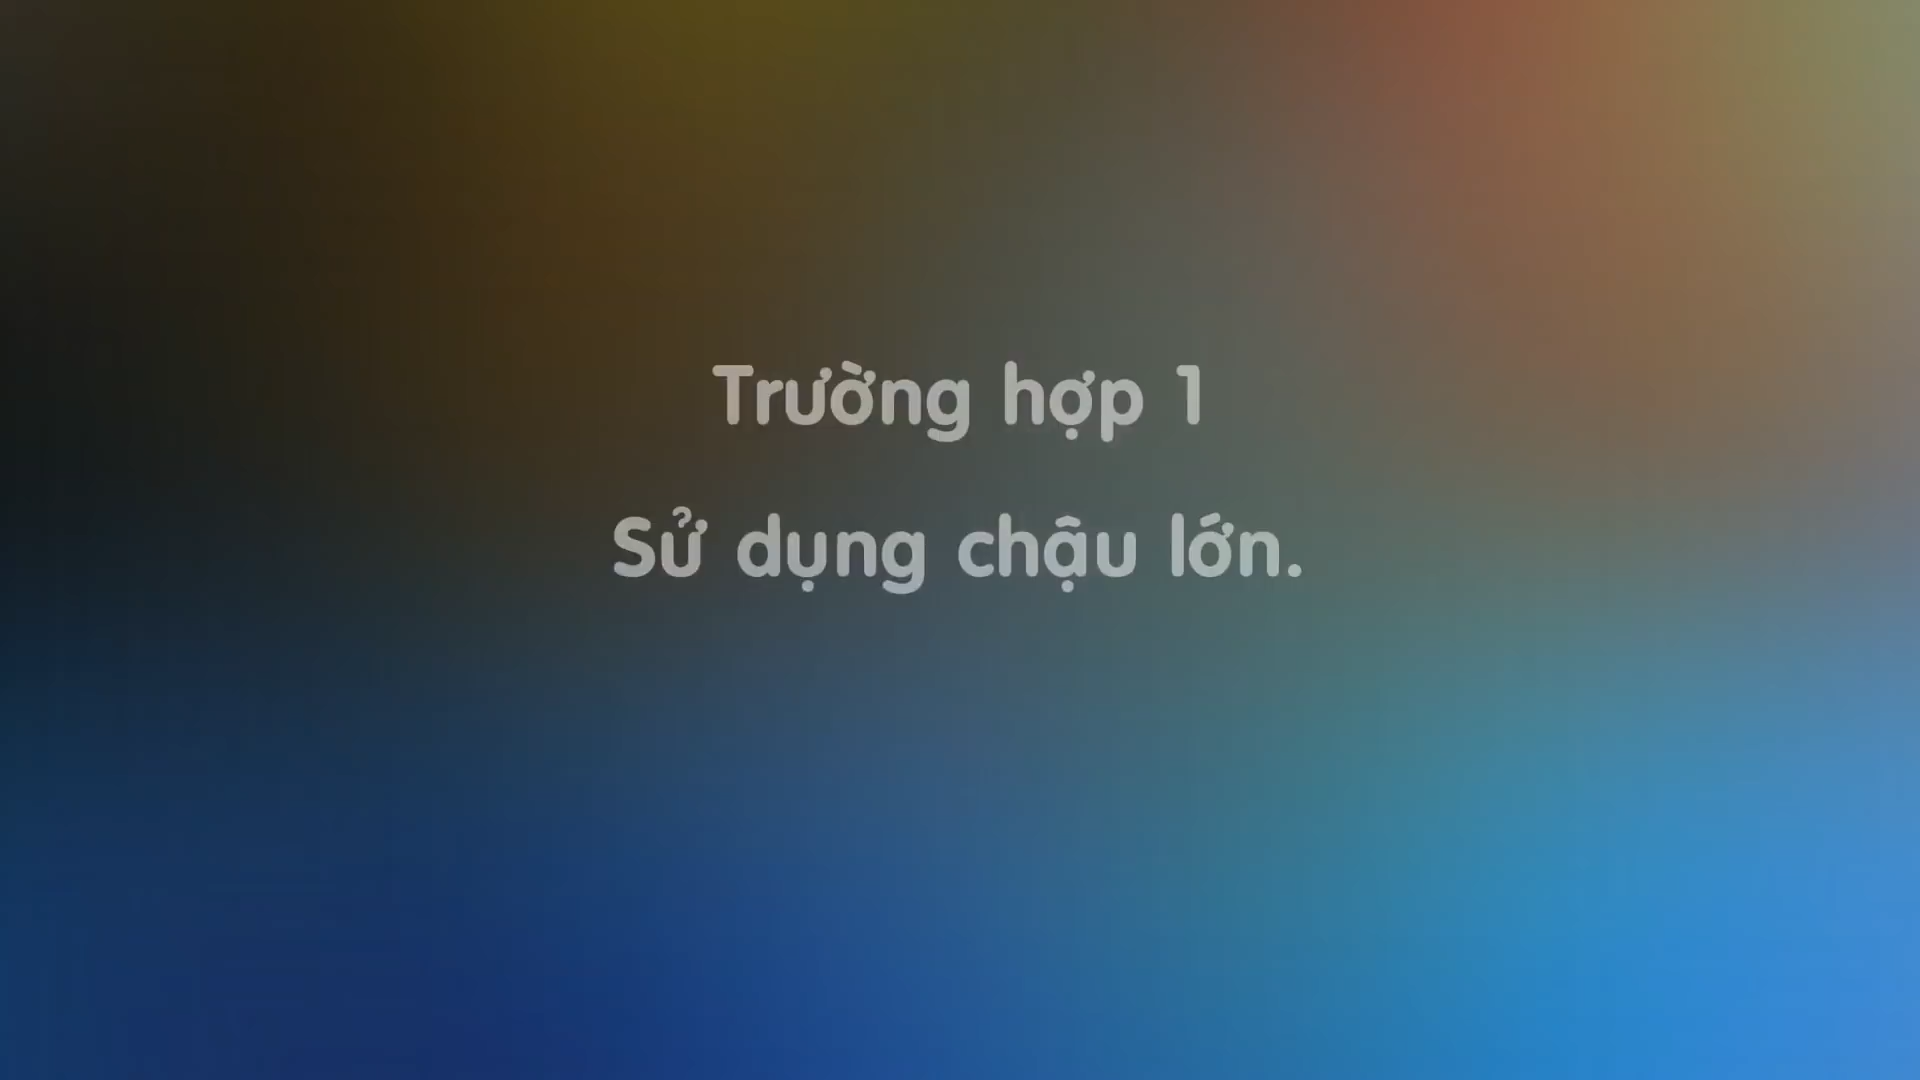 Trường hợp 1
Sử dụng chậu lớn.